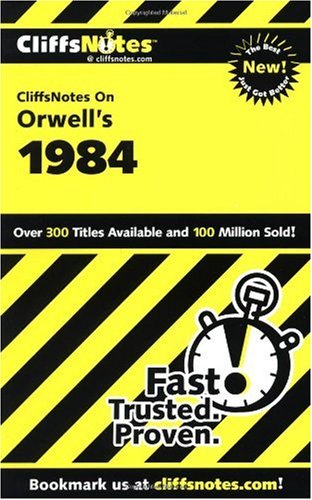 CliffsNotes™
@ cliffsnotes.com
The Best
New!
Just Got Better
CliffsNotes On
Orwell's
1984
Over 300 Titles Available and 100 Million Sold!
Fast.
Trusted.
Proven.
Bookmark us at cliffsnotes.com!